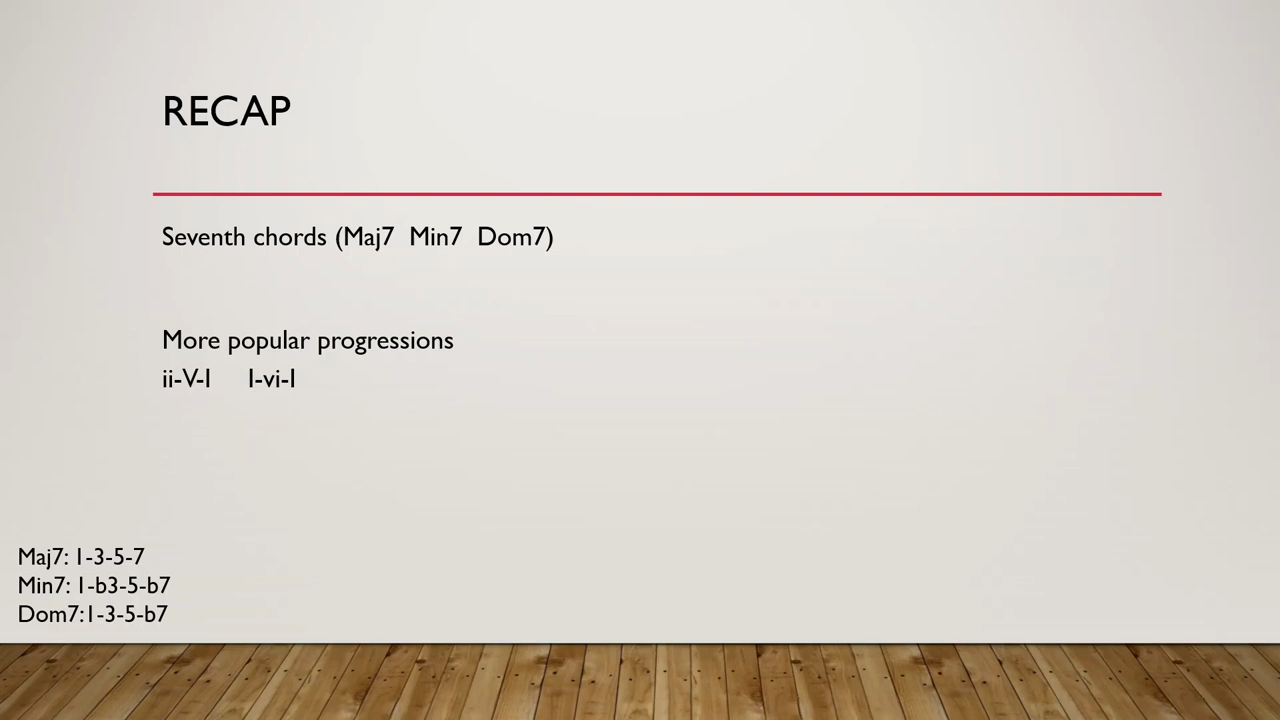 RECAP
Seventh chords (Maj7 Min7 Dom7)
More popular progressions
ii-V-I I-vi-I
Maj7: 1-3-5-7
Min7: 1-b3-5-b7
Dom7:1-3-5-b7